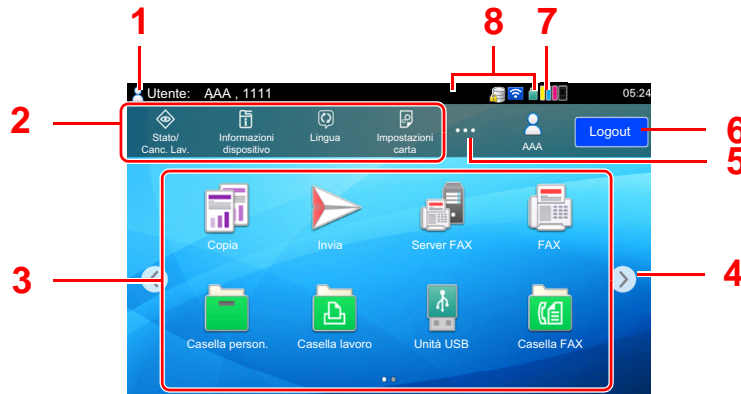 1
8
7
Utente: AAA , 1111
05:24
2
Stato/
Canc. Lav.
Informazioni
dispositivo
Lingua
Impostazioni
carta
AAA
Logout
6
5
Copia
Invia
Server FAX
FAX
3
4
Casella person.
Casella lavoro
Unità USB
Casella FAX